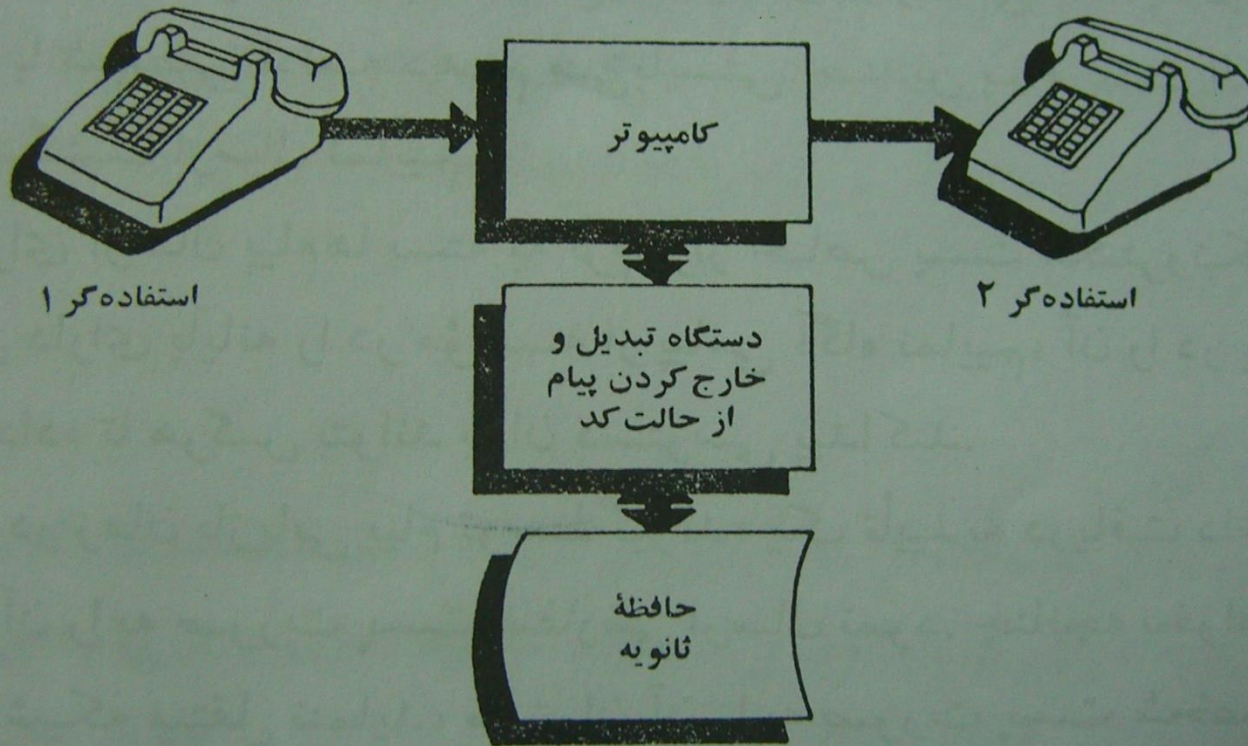 کامپیوتر
استفاده‌گر ۱
استفاده‌گر ۲
دستگاه تبدیل و
خارج کردن پیام
از حالت کد
حافظهٔ
ثانویه